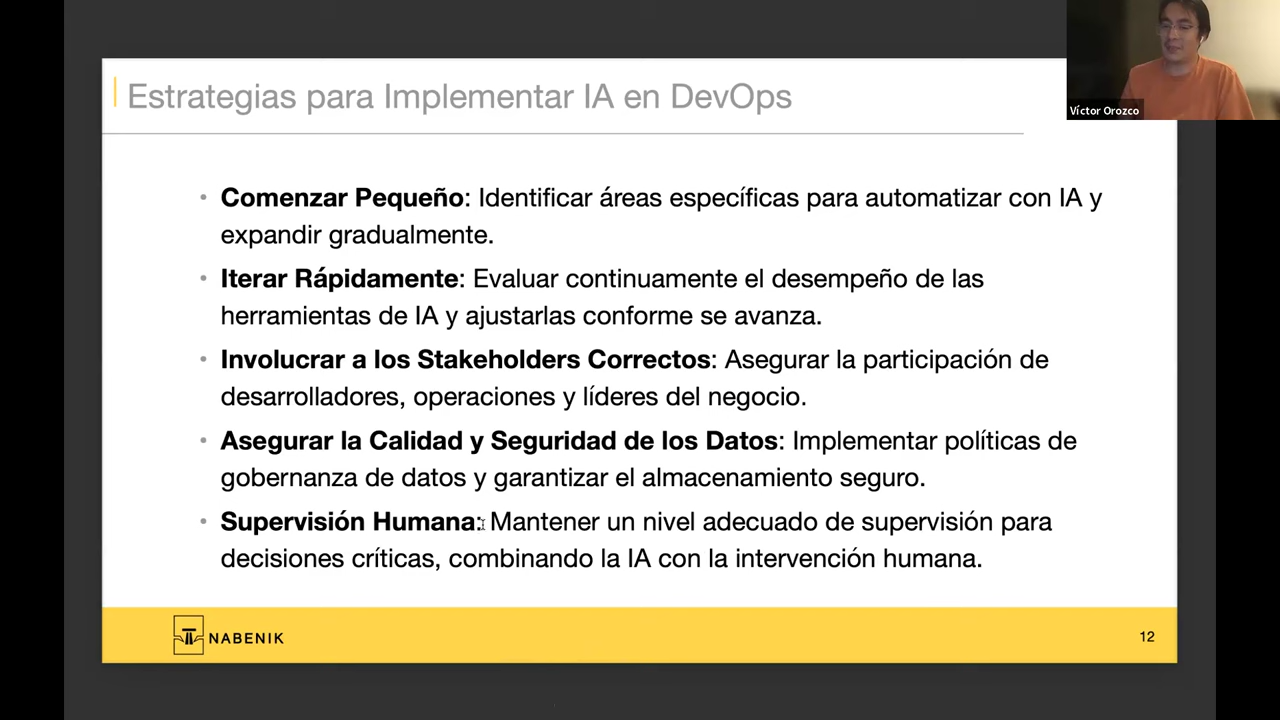 Estrategias para Implementar IA en DevOps
Víctor Orozco
• Comenzar Pequeño: Identificar áreas específicas para automatizar con IA y
expandir gradualmente.
• Iterar Rápidamente: Evaluar continuamente el desempeño de las
herramientas de IA y ajustarlas conforme se avanza.
• Involucrar a los Stakeholders Correctos: Asegurar la participación de
desarrolladores, operaciones y líderes del negocio.
• Asegurar la Calidad y Seguridad de los Datos: Implementar políticas de
gobernanza de datos y garantizar el almacenamiento seguro.
• Supervisión Humana: Mantener un nivel adecuado de supervisión para
decisiones críticas, combinando la IA con la intervención humana.
NABENIK
12